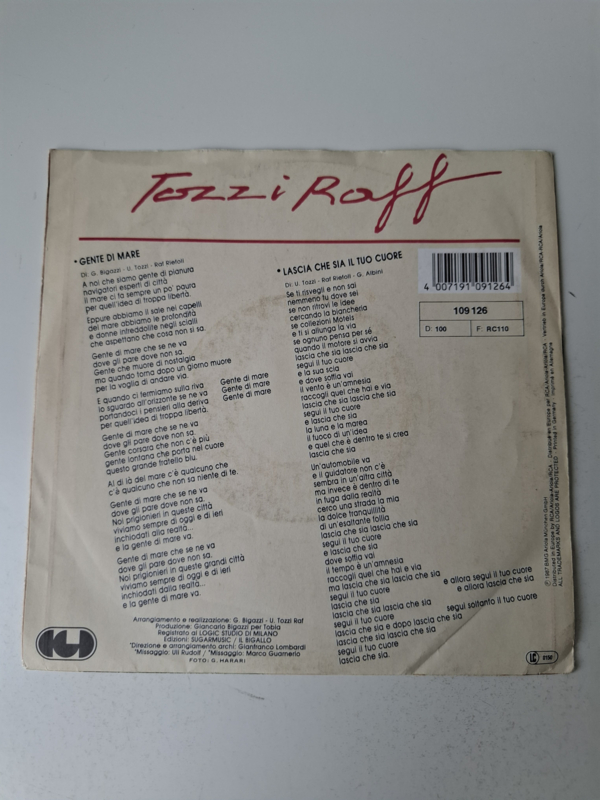 Tozzi Raff
• GENTE DI MARE
Di: G. Bigazzi - U. Tozzi - Raf Riefoli
A noi che siamo gente di pianura
navigatori esperti di città
il mare ci fa sempre un po' paura
per quell'idea di troppa libertà.
Eppure abbiamo il sale nei capelli
del mare abbiamo le profondità
e donne infreddolite negli scialli
che aspettano che cosa non si sa.
Gente di mare che se ne va
dove gli pare dove non sa.
Gente che muore di nostalgia
ma quando torna dopo un giorno muore
per la voglia di andare via.
E quando ci fermiamo sulla riva
lo sguardo all'orizzonte se ne va
portandoci i pensieri alla deriva
per quell'idea di troppa libertà.
Gente di mare
Gente di mare
Gente di mare
Gente di mare che se ne va
dove gli pare dove non sa.
Gente corsara che non c'è più
gente lontana che porta nel cuore
questo grande fratello blu.
Al di là del mare c'è qualcuno che
c'è qualcuno che non sa niente di te.
Gente di mare che se ne va
dove gli pare dove non sa.
Noi prigionieri in queste città
viviamo sempre di oggi e di ieri
inchiodati alla realtà...
e la gente di mare va.
Gente di mare che se ne va
dove gli pare dove non sa.
Noi prigionieri in queste grandi città
viviamo sempre di oggi e di ieri
inchiodati dalla realtà...
e la gente di mare va.
• LASCIA CHE SIA IL TUO CUORE
Di: U. Tozzi - Raf Riefoli - G. Albini
Se ti risvegli e non sai
nemmeno tu dove sei
se non ritrovi le idee
cercando la biancheria
se collezioni Motels
e ti si allunga la via
se ognuno pensa per sé
quando il motore si avvia
lascia che sia lascia che sia
segui il tuo cuore
e la sua scia
e dove soffia vai
il vento è un'amnesia
raccogli quel che hai e via
lascia che sia lascia che sia
segui il tuo cuore
e lascia che sia
la luna e la marea
il fuoco di un'idea
e quel che è dentro te si crea
lascia che sia
Un'automobile va
e il guidatore non c'è
sembra in un'altra città
ma invece è dentro di te
in fuga dalla realtà
cerco una strada la mia
la dolce tranquillità
di un'esaltante follia
lascia che sia lascia che sia
segui il tuo cuore
e lascia che sia
dove soffia vai
il tempo è un'amnesia
raccogli quel che hai e via
ma lascia che sia lascia che sia
segui il tuo cuore
e allora segui il tuo cuore
lascia che sia
e allora lascia che sia
segui il tuo cuore
lascia che sia lascia che sia
segui soltanto il tuo cuore
lascia che sia e dopo lascia che sia
segui il tuo cuore
lascia che sia lascia che sia
segui il tuo cuore
lascia che sia.
4 007191 091264
109 126
D: 100
F: RC110
Arrangiamento e realizzazione: G. Bigazzi - U. Tozzi Raf
Produzione: Giancarlo Bigazzi per Tobia
Registrato al LOGIC STUDIO DI MILANO
Edizioni: SUGARMUSIC / IL BIGALLO
°Direzione e arrangiamento archi: Gianfranco Lombardi
°Missaggio: Uli Rudolf / °Missaggio: Marco Guarnerio
FOTO: G. HARARI
LC 3150